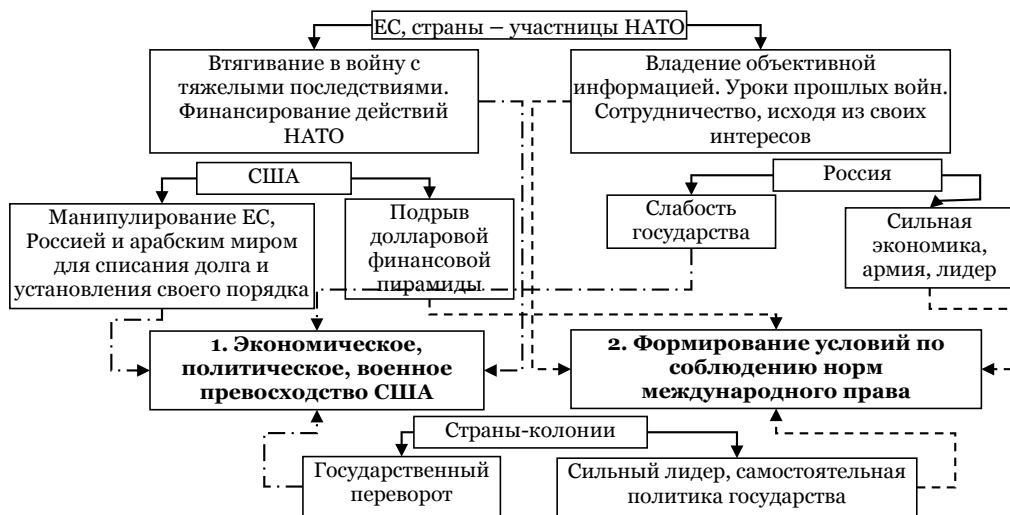 ЕС, страны – участницы НАТО
Втягивание в войну с
тяжелыми последствиями.
Финансирование действий
НАТО
Владение объективной
информацией. Уроки прошлых войн.
Сотрудничество, исходя из своих
интересов
США
Россия
Манипулирование ЕС,
Россией и арабским миром
для списания долга и
установления своего порядка
Подрыв
долларовой
финансовой
пирамиды
Слабость
государства
Сильная
экономика,
армия, лидер
1. Экономическое,
политическое, военное
превосходство США
2. Формирование условий по
соблюдению норм
международного права
Страны-колонии
Государственный
переворот
Сильный лидер, самостоятельная
политика государства